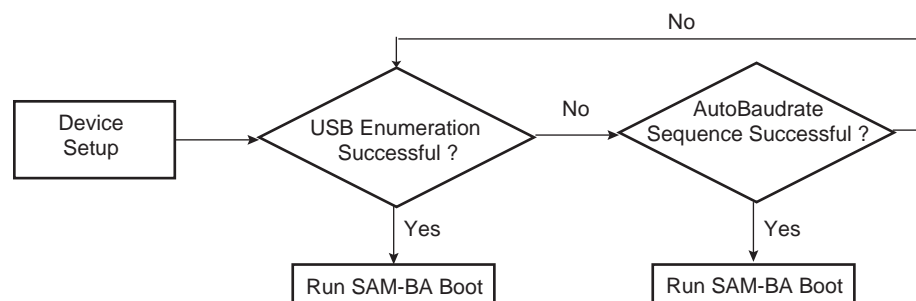 No
Device
Setup
USB Enumeration
Successful ?
No
AutoBaudrate
Sequence Successful ?
Yes
Yes
Run SAM-BA Boot
Run SAM-BA Boot